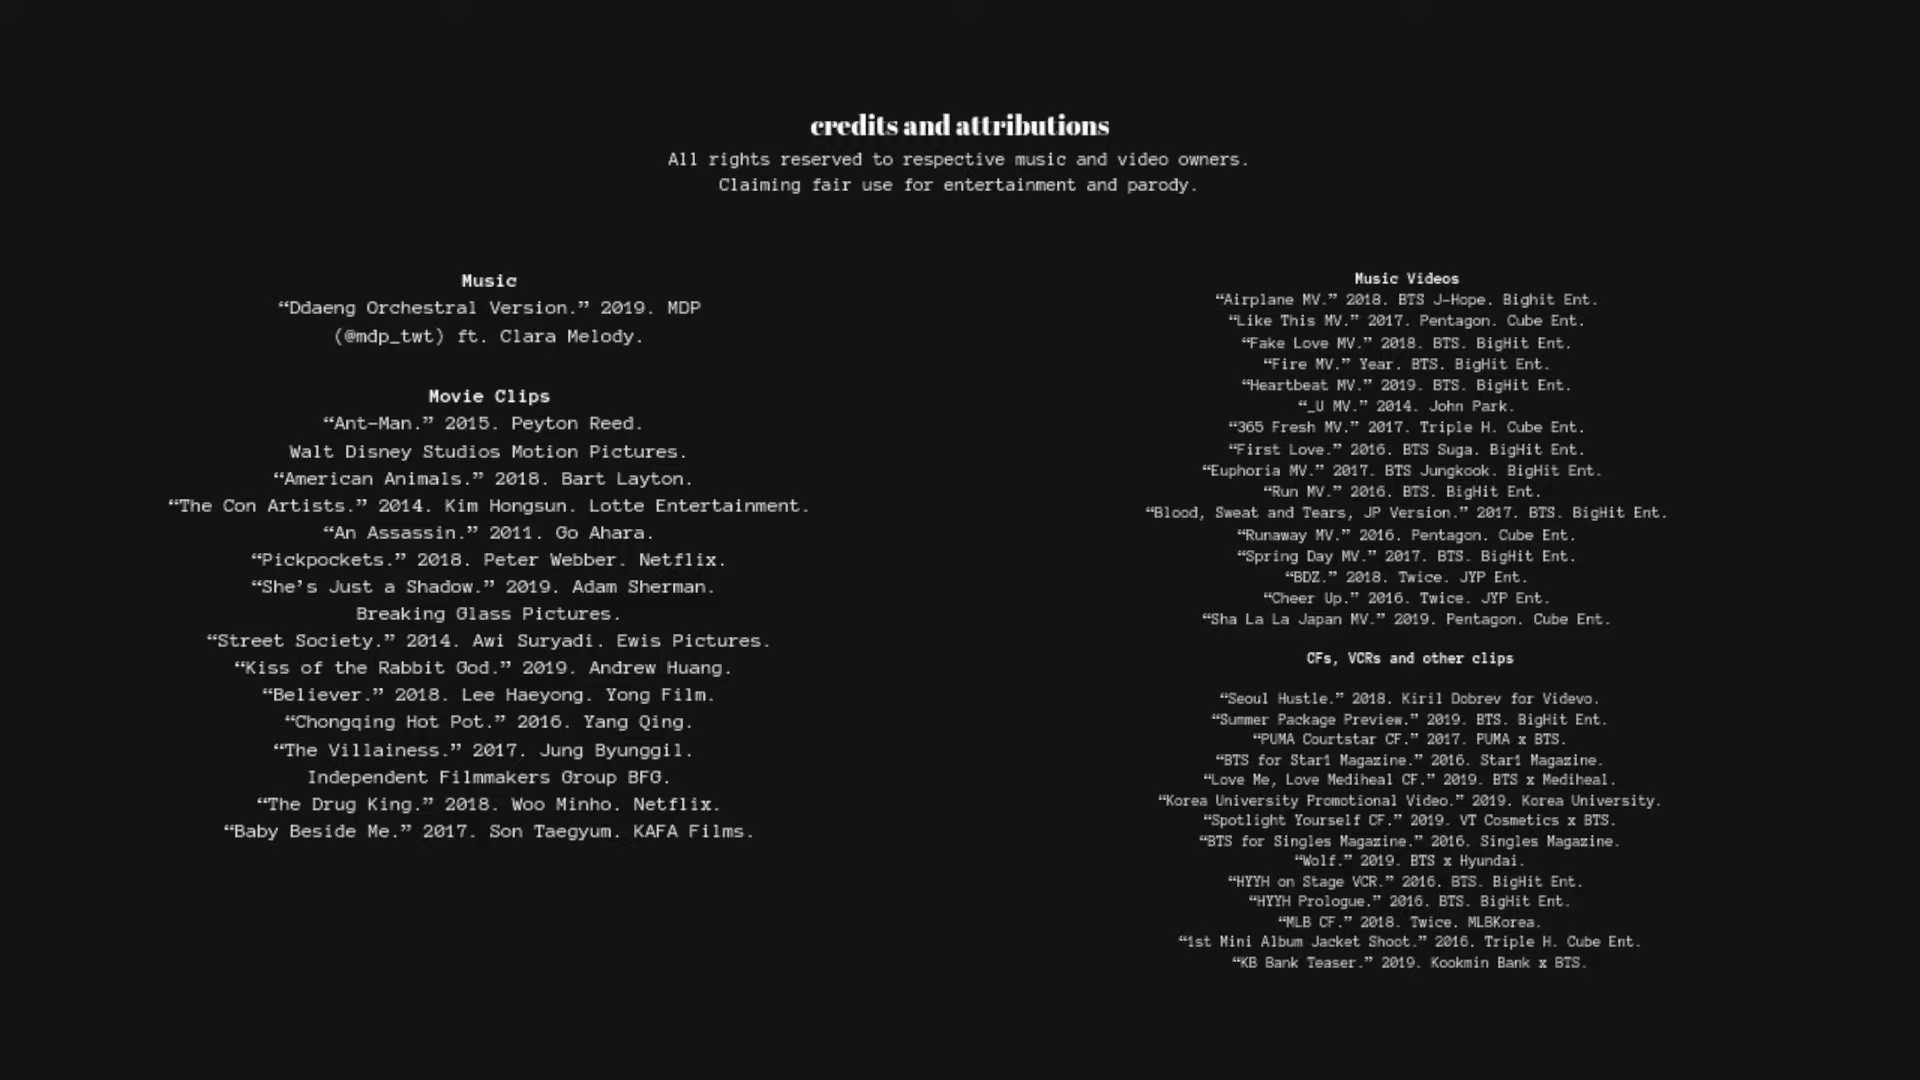 credits and attributions
All rights reserved to respective music and video owners.
Claiming fair use for entertainment and parody.
Music
“Ddaeng Orchestral Version.” 2019. MDP
(@mdp_twt) ft. Clara Melody.
Movie Clips
“Ant-Man.” 2015. Peyton Reed.
Walt Disney Studios Motion Pictures.
“American Animals.” 2018. Bart Layton.
“The Con Artists.” 2014. Kim Hongsun. Lotte Entertainment.
“An Assassin.” 2011. Go Ahara.
“Pickpockets.” 2018. Peter Webber. Netflix.
“She’s Just a Shadow.” 2019. Adam Sherman.
Breaking Glass Pictures.
“Street Society.” 2014. Awi Suryadi. Ewis Pictures.
“Kiss of the Rabbit God.” 2019. Andrew Huang.
“Believer.” 2018. Lee Haeyong. Yong Film.
“Chongqing Hot Pot.” 2016. Yang Qing.
“The Villainess.” 2017. Jung Byunggil.
Independent Filmmakers Group BFG.
“The Drug King.” 2018. Woo Minho. Netflix.
“Baby Beside Me.” 2017. Son Taegyum. KAFA Films.
Music Videos
“Airplane MV.” 2018. BTS J-Hope. Bighit Ent.
“Like This MV.” 2017. Pentagon. Cube Ent.
“Fake Love MV.” 2018. BTS. BigHit Ent.
“Fire MV.” Year. BTS. BigHit Ent.
“Heartbeat MV.” 2019. BTS. BigHit Ent.
“_U MV.” 2014. John Park.
“365 Fresh MV.” 2017. Triple H. Cube Ent.
“First Love.” 2016. BTS Suga. BigHit Ent.
“Euphoria MV.” 2017. BTS Jungkook. BigHit Ent.
“Run MV.” 2016. BTS. BigHit Ent.
“Blood, Sweat and Tears, JP Version.” 2017. BTS. BigHit Ent.
“Runaway MV.” 2016. Pentagon. Cube Ent.
“Spring Day MV.” 2017. BTS. BigHit Ent.
“BDZ.” 2018. Twice. JYP Ent.
“Cheer Up.” 2016. Twice. JYP Ent.
“Sha La La Japan MV.” 2019. Pentagon. Cube Ent.
CFs, VCRs and other clips
“Seoul Hustle.” 2018. Kiril Dobrev for Videvo.
“Summer Package Preview.” 2019. BTS. BigHit Ent.
“PUMA Courtstar CF.” 2017. PUMA x BTS.
“BTS for Star1 Magazine.” 2016. Star1 Magazine.
“Love Me, Love Mediheal CF.” 2019. BTS x Mediheal.
“Korea University Promotional Video.” 2019. Korea University.
“Spotlight Yourself CF.” 2019. VT Cosmetics x BTS.
“BTS for Singles Magazine.” 2016. Singles Magazine.
“Wolf.” 2019. BTS x Hyundai.
“HYYH on Stage VCR.” 2016. BTS. BigHit Ent.
“HYYH Prologue.” 2016. BTS. BigHit Ent.
“MLB CF.” 2018. Twice. MLBKorea.
“1st Mini Album Jacket Shoot.” 2016. Triple H. Cube Ent.
“KB Bank Teaser.” 2019. Kookmin Bank x BTS.